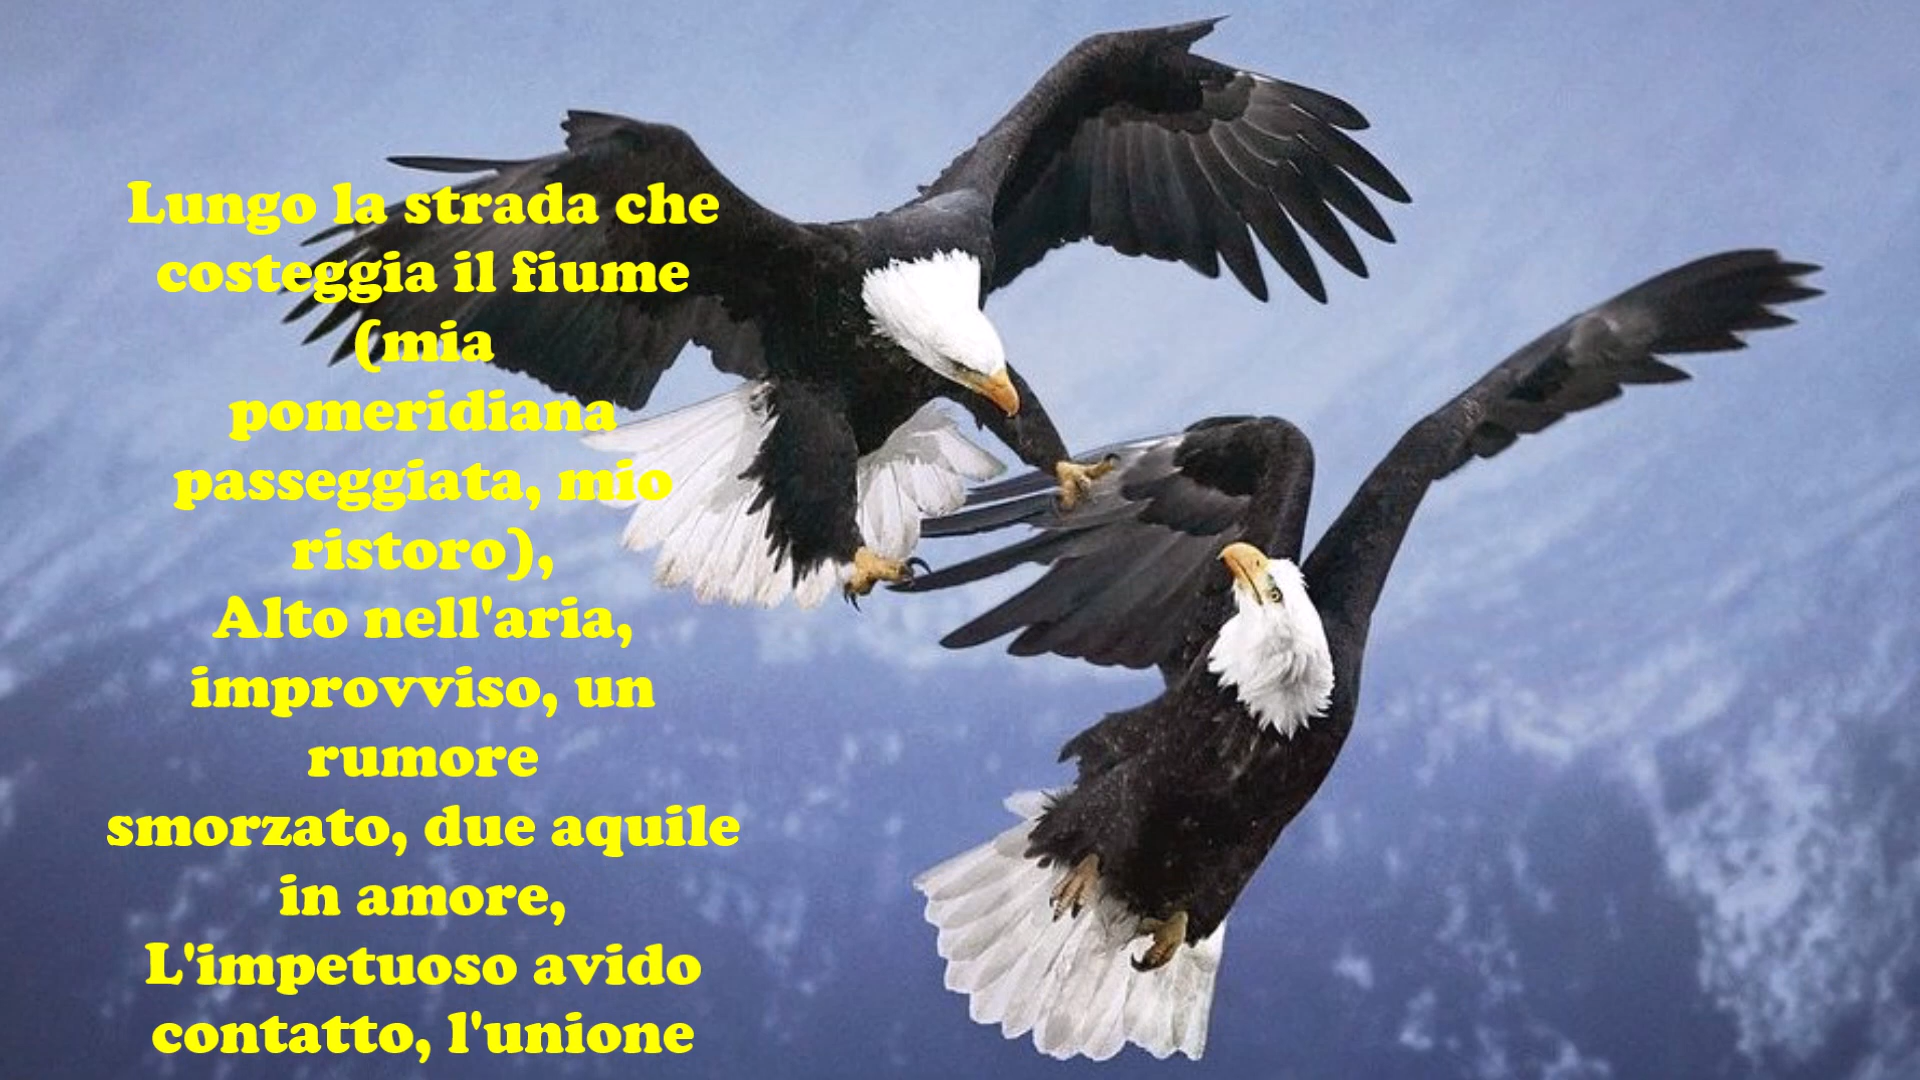 Lungo la strada che
costeggia il fiume
(mia
pomeridiana
passeggiata, mio
ristoro),
Alto nell'aria,
improvviso, un
rumore
smorzato, due aquile
in amore,
L'impetuoso avido
contatto, l'unione